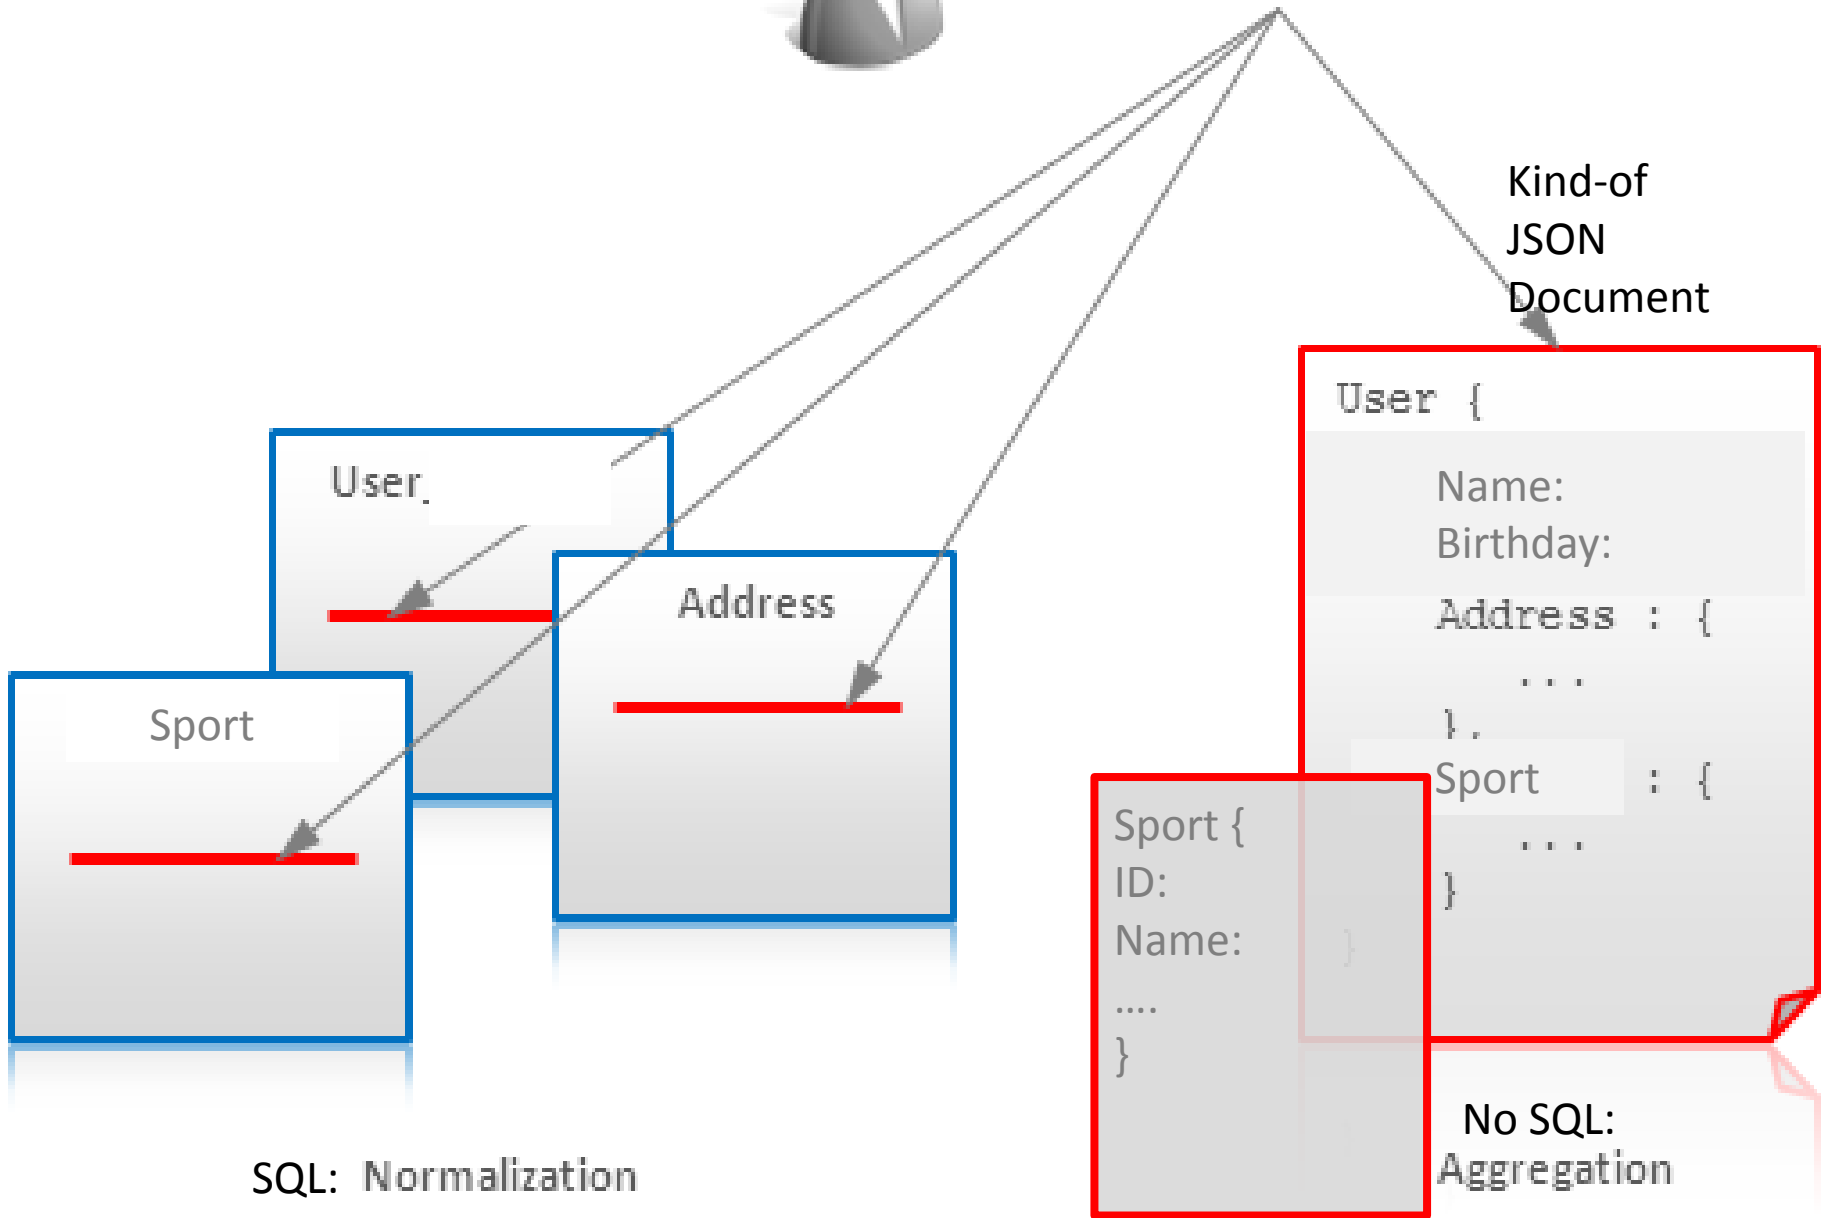 Kind-of
JSON
Document
User_
Address
Sport
SQL: Normalization
User {
Name:
Birthday:
Address : {
...
},
Sport : {
...
}
}
Sport {
ID:
Name:
....
}
No SQL:
Aggregation